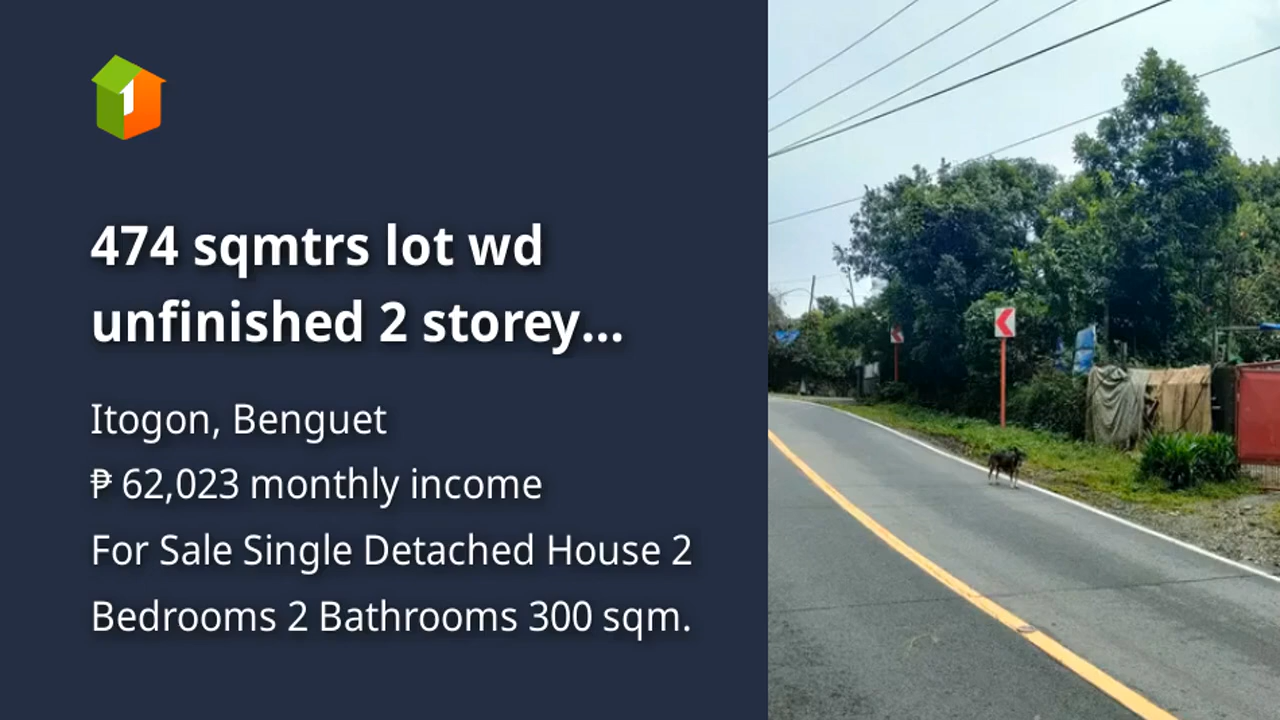 474 sqmtrs lot wd
unfinished 2 storey...
Itogon, Benguet
₱ 62,023 monthly income
For Sale Single Detached House 2
Bedrooms 2 Bathrooms 300 sqm.